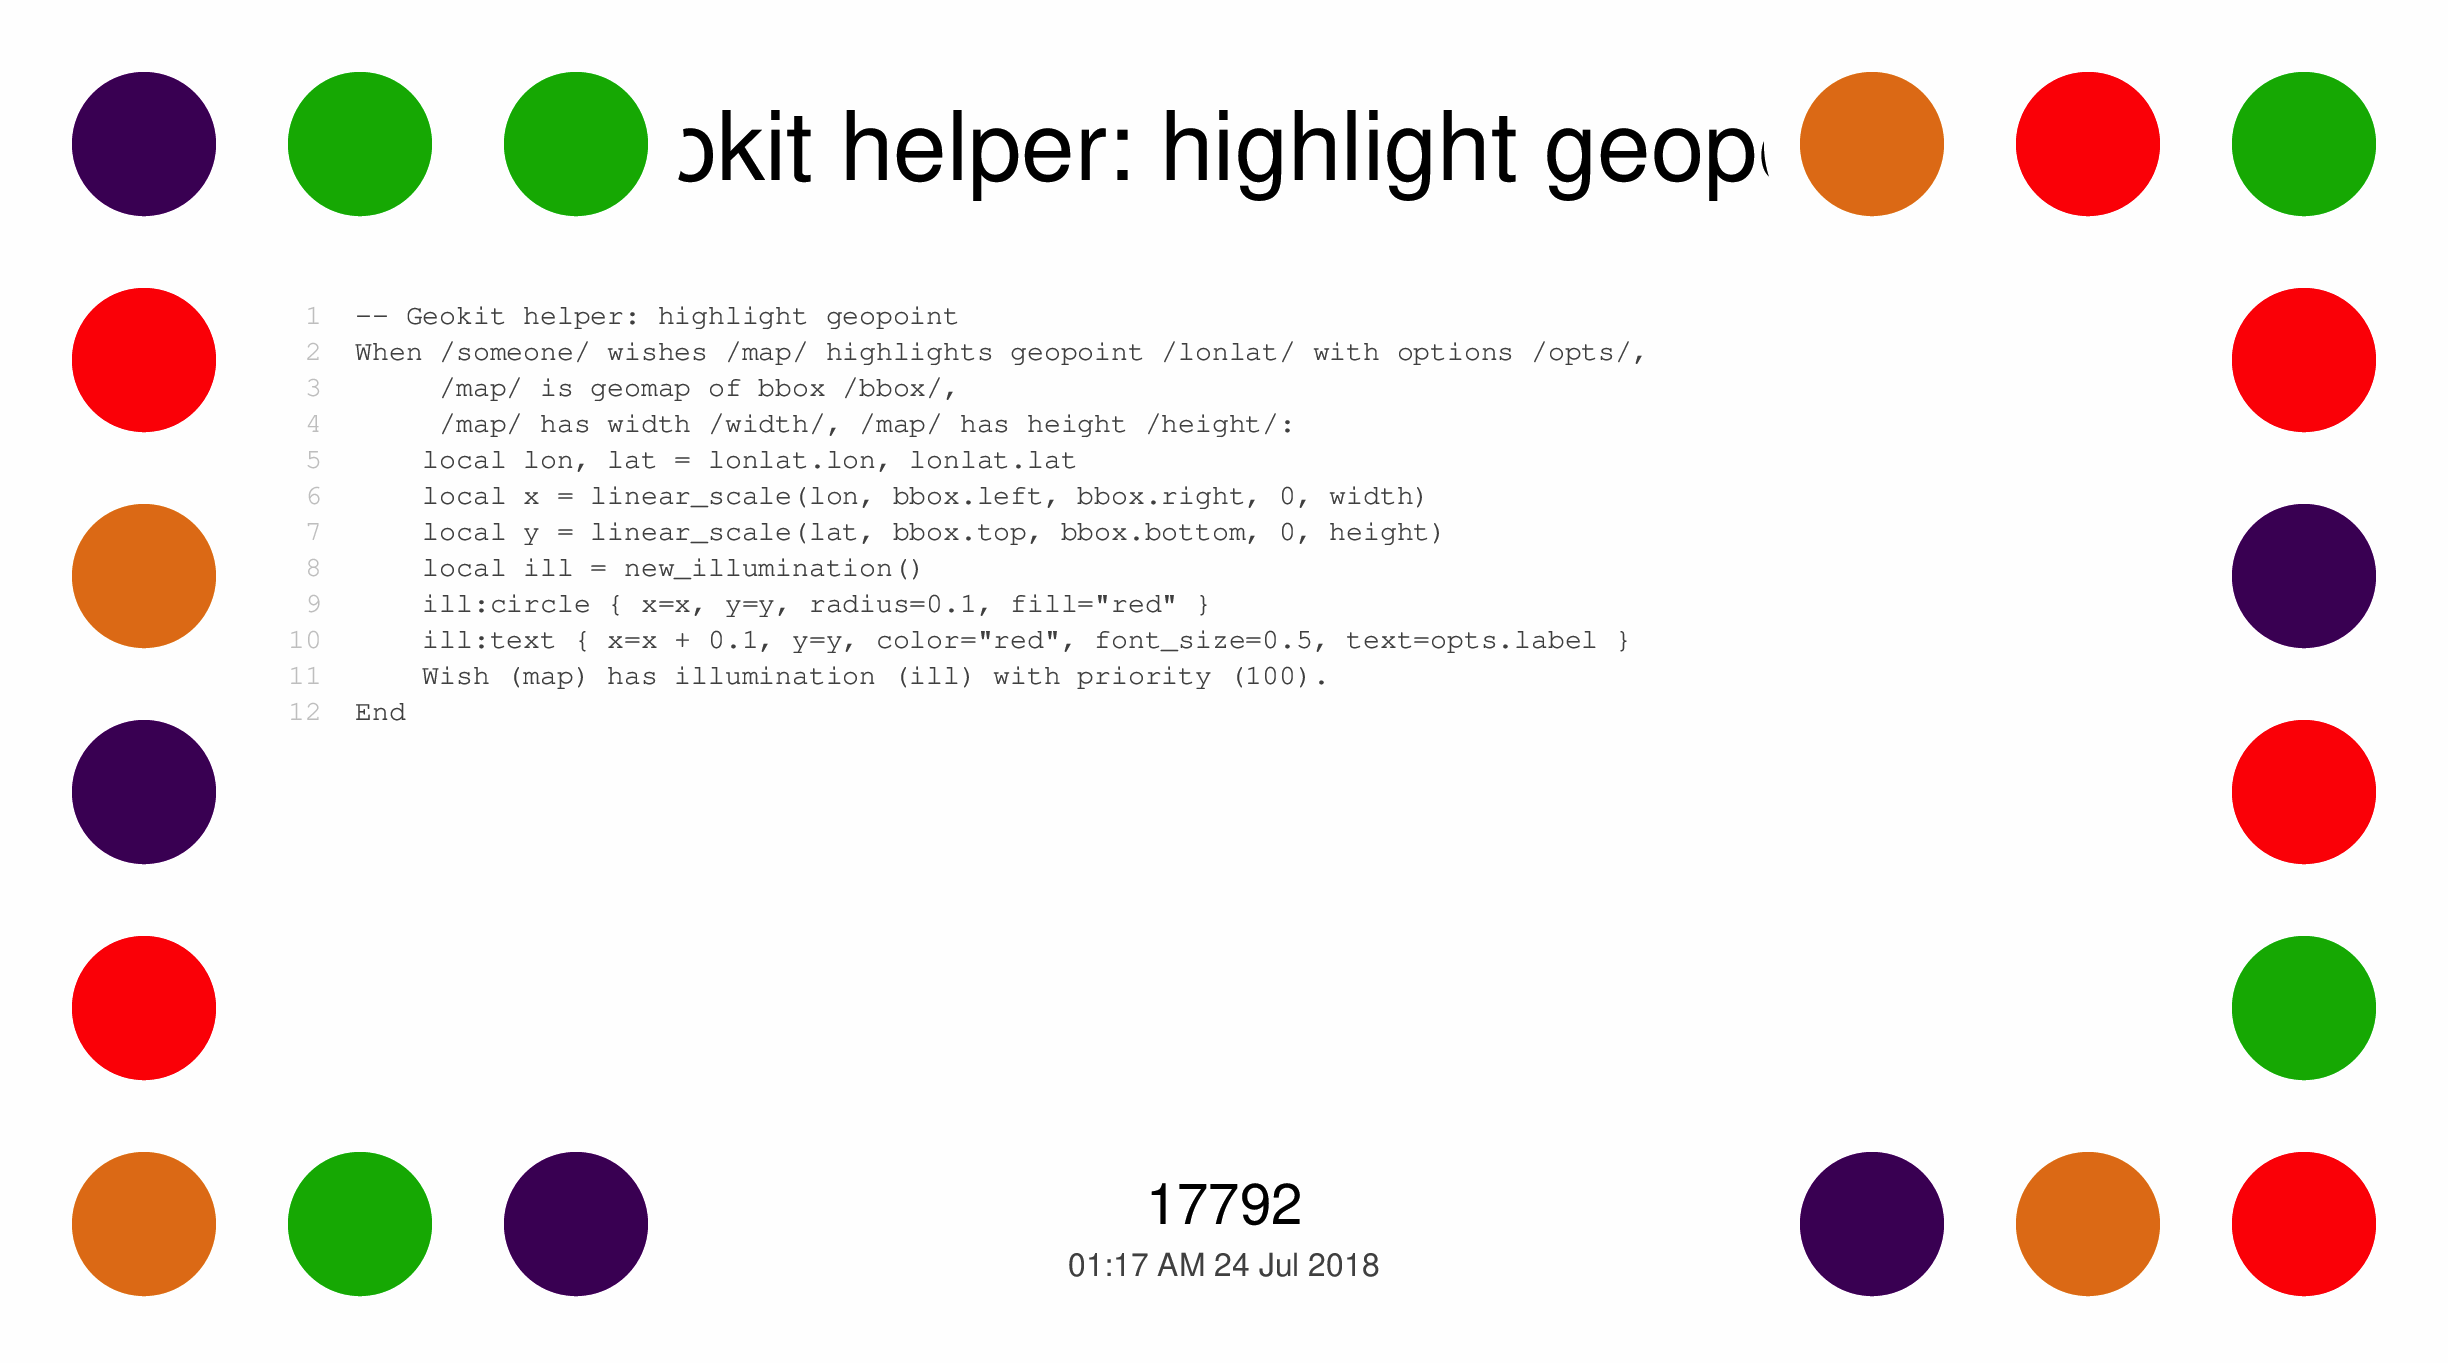 okit helper: highlight geop
1 -- Geokit helper: highlight geopoint
2 When /someone/ wishes /map/ highlights geopoint /lonlat/ with options /opts/,
3 /map/ is geomap of bbox /bbox/,
4 /map/ has width /width/, /map/ has height /height/:
5 local lon, lat = lonlat.lon, lonlat.lat
6 local x = linear_scale(lon, bbox.left, bbox.right, 0, width)
7 local y = linear_scale(lat, bbox.top, bbox.bottom, 0, height)
8 local ill = new_illumination()
9 ill:circle { x=x, y=y, radius=0.1, fill="red" }
10 ill:text { x=x + 0.1, y=y, color="red", font_size=0.5, text=opts.label }
11 Wish (map) has illumination (ill) with priority (100).
12 End
17792
01:17 AM 24 Jul 2018